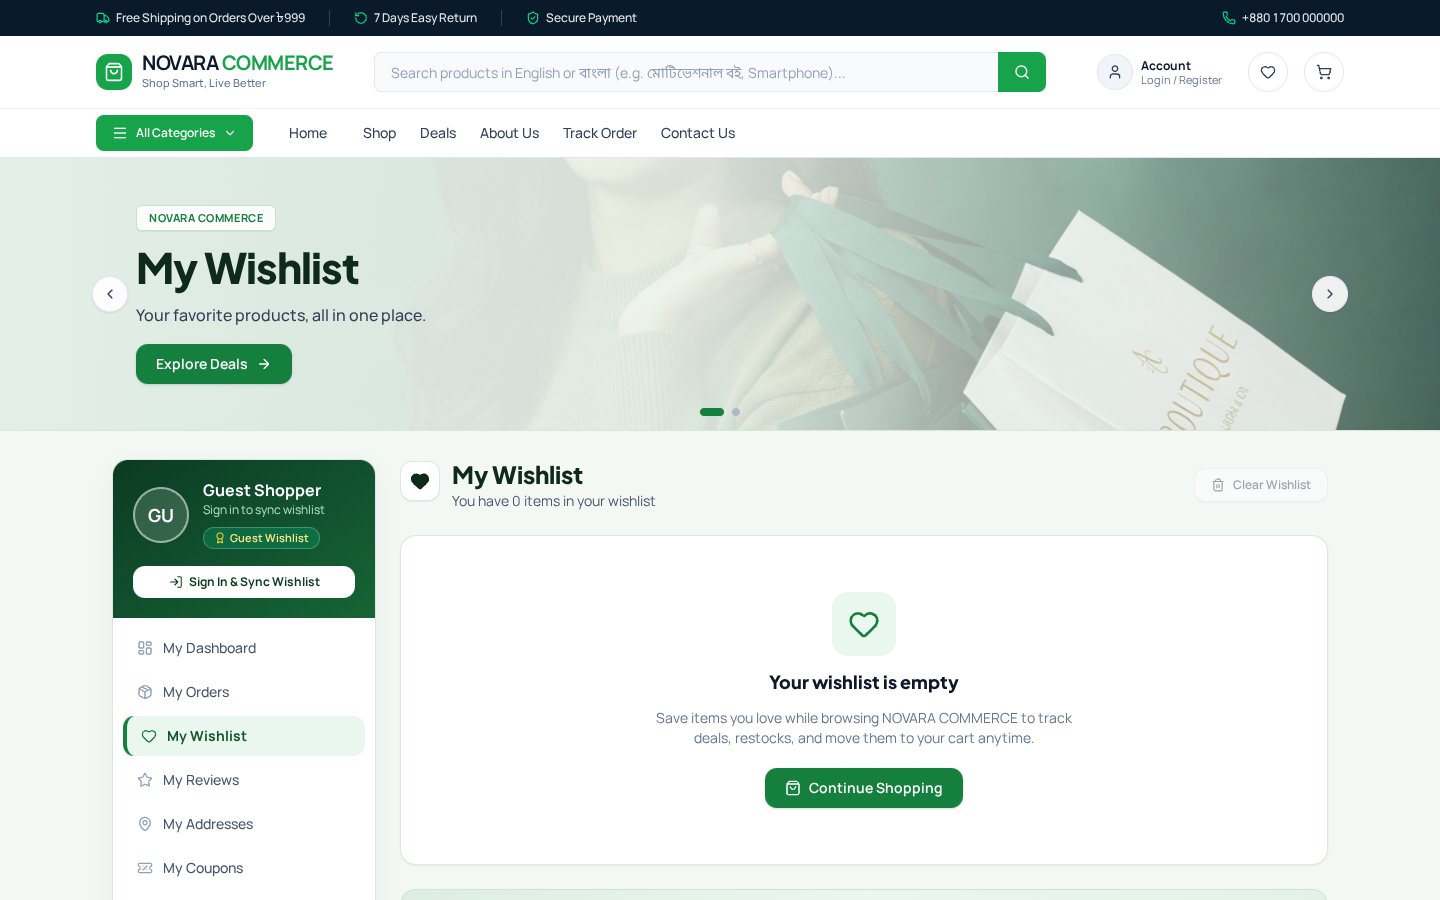 Free Shipping on Orders Over ৳999
7 Days Easy Return
Secure Payment
+880 1700 000000
NOVARA COMMERCE
Shop Smart, Live Better
Search products in English or বাংলা (e.g. মোটিভেশনাল বই, Smartphone)...
Account
Login / Register
All Categories
Home
Shop
Deals
About Us
Track Order
Contact Us
NOVARA COMMERCE
My Wishlist
Your favorite products, all in one place.
Explore Deals
BOUTIQUE
GU
Guest Shopper
Sign in to sync wishlist
Guest Wishlist
Sign In & Sync Wishlist
My Dashboard
My Orders
My Wishlist
My Reviews
My Addresses
My Coupons
My Wishlist
You have 0 items in your wishlist
Clear Wishlist
Your wishlist is empty
Save items you love while browsing NOVARA COMMERCE to track
deals, restocks, and move them to your cart anytime.
Continue Shopping